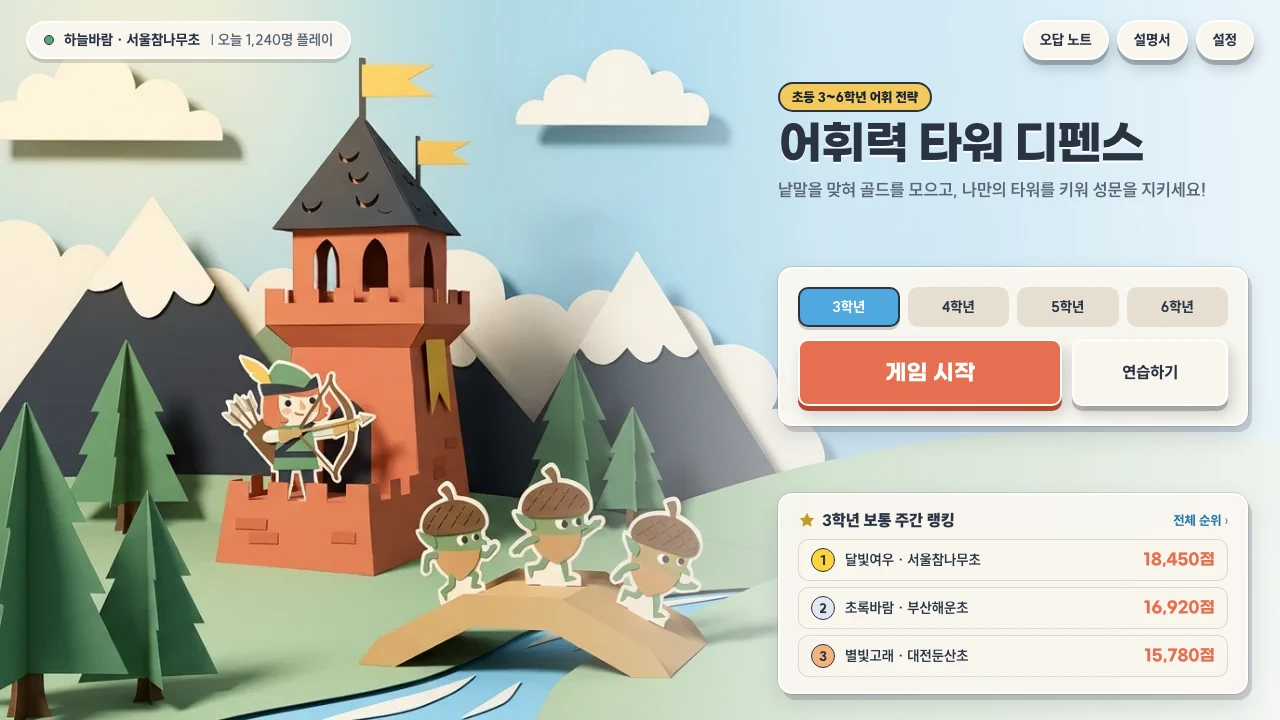 하늘바람 · 서울참나무초 | 오늘 1,240명 플레이
오답 노트
설명서
설정
초등 3~6학년 어휘 전략
어휘력 타워 디펜스
낱말을 맞혀 골드를 모으고, 나만의 타워를 키워 성문을 지키세요!
3학년
4학년
5학년
6학년
게임 시작
연습하기
3학년 보통 주간 랭킹
전체 순위 ›
1 달빛여우 · 서울참나무초 18,450점
2 초록바람 · 부산해운초 16,920점
3 별빛고래 · 대전둔산초 15,780점